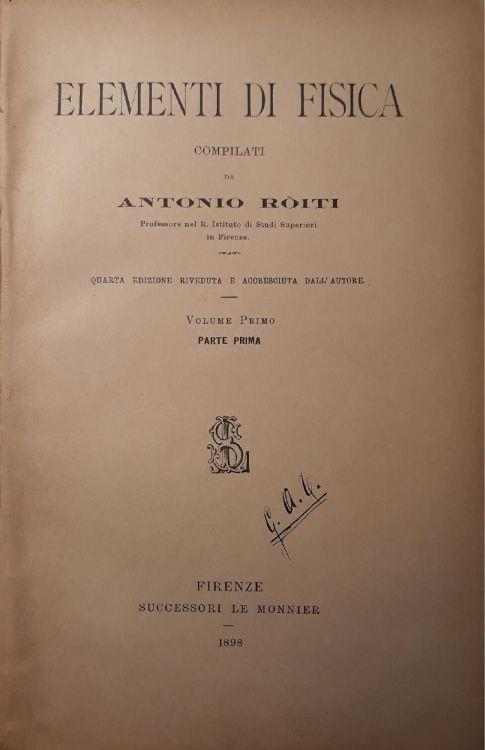 ELEMENTI DI FISICA
COMPILATI
DA
ANTONIO RÒITI
Professore nel R. Istituto di Studi Superiori
in Firenze.
QUARTA EDIZIONE RIVEDUTA E ACCRESCIUTA DALL'AUTORE.
VOLUME PRIMO
PARTE PRIMA
G. A. G.
FIRENZE
SUCCESSORI LE MONNIER
1898